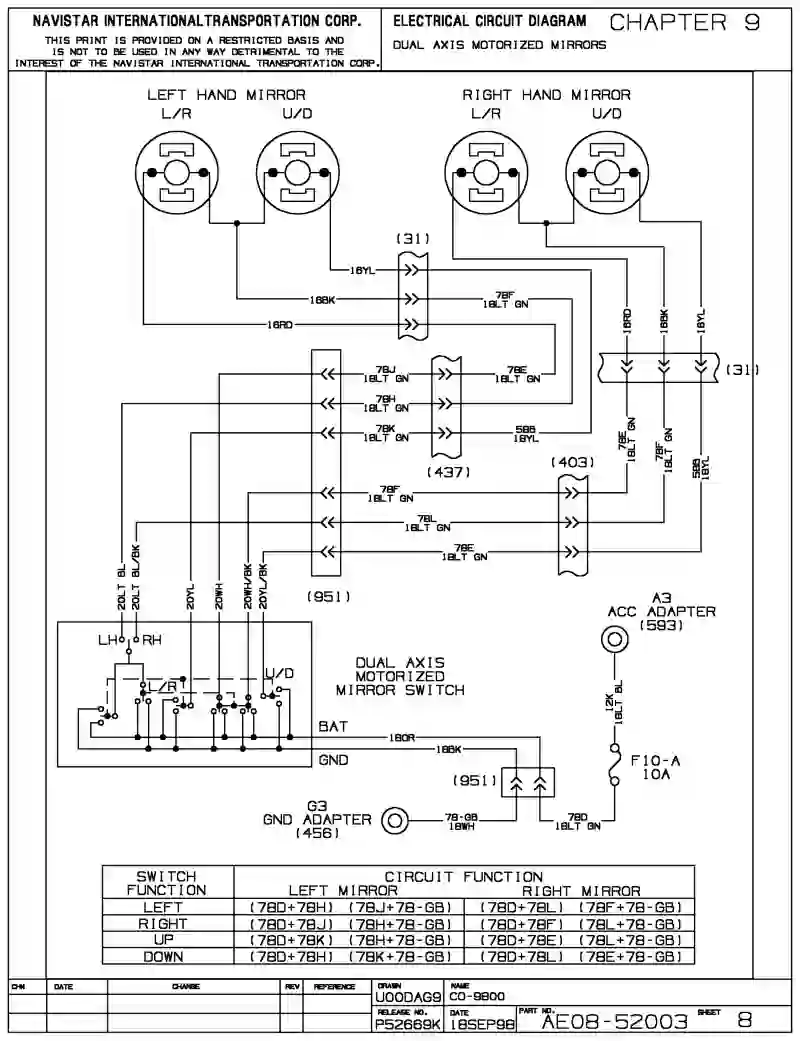 NAVISTAR INTERNATIONALTRANSPORTATION CORP.
THIS PRINT IS PROVIDED ON A RESTRICTED BASIS AND
IS NOT TO BE USED IN ANY WAY DETRIMENTAL TO THE
INTEREST OF THE NAVISTAR INTERNATIONAL TRANSPORTATION CORP.
ELECTRICAL CIRCUIT DIAGRAM CHAPTER 9
DUAL AXIS MOTORIZED MIRRORS
LEFT HAND MIRROR
L/R U/D
RIGHT HAND MIRROR
L/R U/D
(31)
16YL
16BK
16RD
78F
18LT GN
16RD
16BK
16YL
(31)
78J
18LT GN
78E
18LT GN
78H
18LT GN
78K
18LT GN
58B
18YL
(437)
78E
18LT GN
78F
18LT GN
58B
18YL
(403)
78F
18LT GN
78L
18LT GN
78E
18LT GN
(951)
20LT BL
20LT BL/BK
20YL
20WH
20WH/BK
20YL/BK
LH RH
L/R
U/D
DUAL AXIS
MOTORIZED
MIRROR SWITCH
BAT
GND
18OR
18BK
A3
ACC ADAPTER
(593)
12K
18LT BL
F10-A
10A
(951)
G3
GND ADAPTER
(456)
78-GB
18WH
78D
18LT GN
SWITCH
FUNCTION
CIRCUIT FUNCTION
LEFT MIRROR RIGHT MIRROR
LEFT (78D+78H) (78J+78-GB) (78D+78L) (78F+78-GB)
RIGHT (78D+78J) (78H+78-GB) (78D+78F) (78L+78-GB)
UP (78D+78K) (78H+78-GB) (78D+78E) (78L+78-GB)
DOWN (78D+78H) (78K+78-GB) (78D+78L) (78E+78-GB)
CHN DATE CHANGE REV REFERENCE
DRAWN
U00DAG9
NAME
CO-9800
RELEASE NO.
P52669K
DATE
18SEP98
PART NO.
AE08-52003
SHEET
8